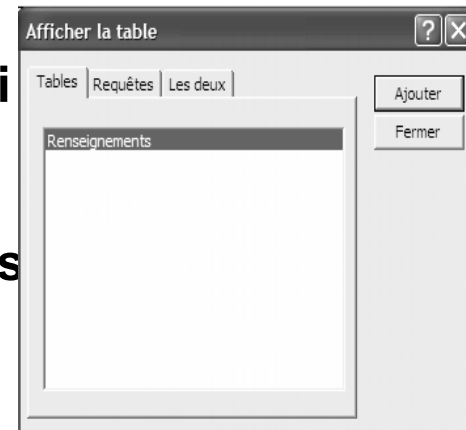 Afficher la table
i
Tables Requêtes Les deux
Ajouter
Fermer
Renseignements
s